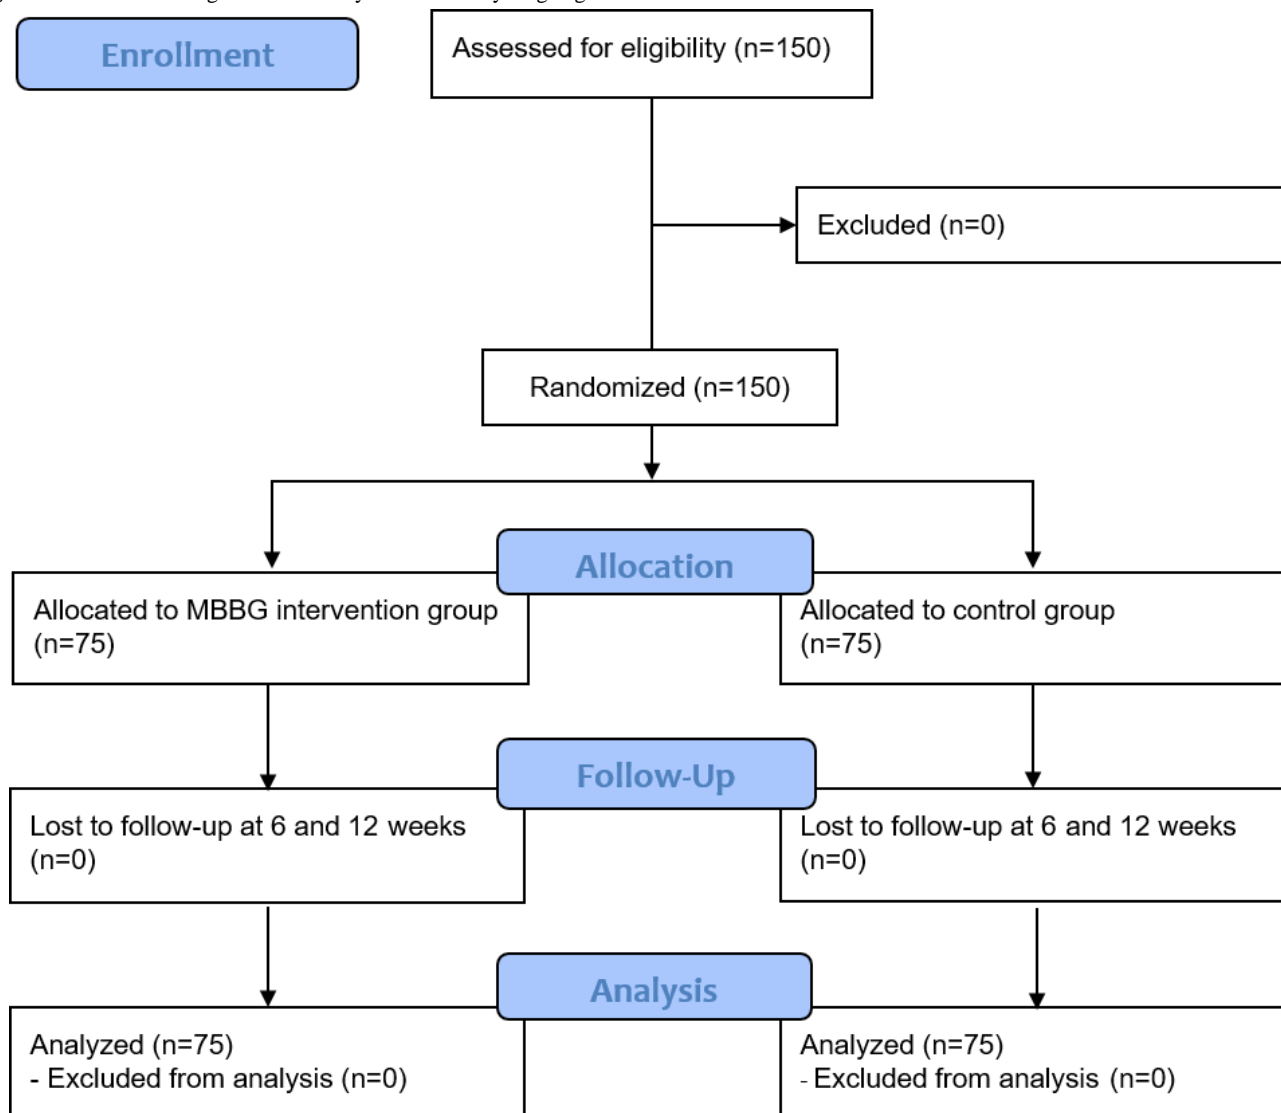 Enrollment
Assessed for eligibility (n=150)
Excluded (n=0)
Randomized (n=150)
Allocation
Allocated to MBBG intervention group
(n=75)
Allocated to control group
(n=75)
Follow-Up
Lost to follow-up at 6 and 12 weeks
(n=0)
Lost to follow-up at 6 and 12 weeks
(n=0)
Analysis
Analyzed (n=75)
- Excluded from analysis (n=0)
Analyzed (n=75)
- Excluded from analysis (n=0)